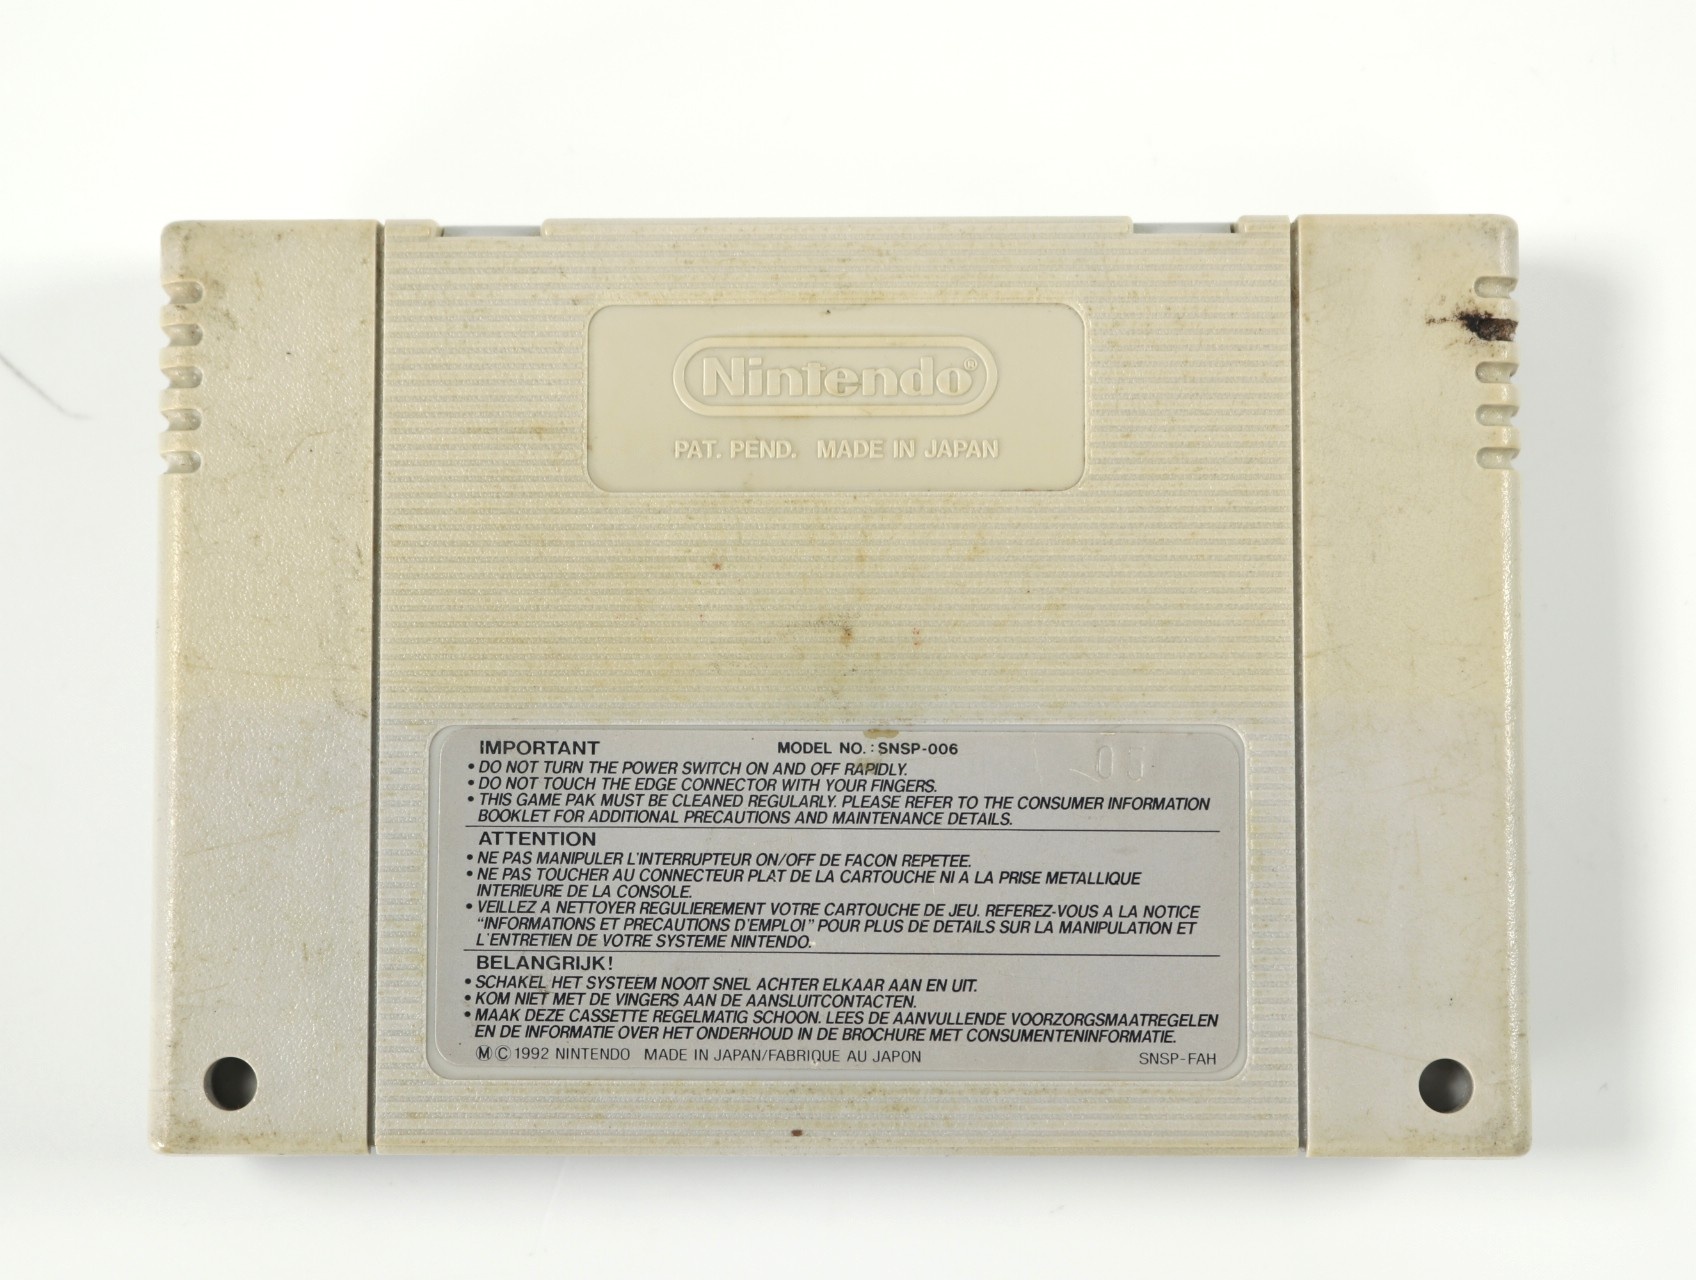 Nintendo®
PAT. PEND. MADE IN JAPAN
IMPORTANT MODEL NO.: SNSP-006
• DO NOT TURN THE POWER SWITCH ON AND OFF RAPIDLY.
• DO NOT TOUCH THE EDGE CONNECTOR WITH YOUR FINGERS.
• THIS GAME PAK MUST BE CLEANED REGULARLY. PLEASE REFER TO THE CONSUMER INFORMATION
BOOKLET FOR ADDITIONAL PRECAUTIONS AND MAINTENANCE DETAILS.
ATTENTION
• NE PAS MANIPULER L'INTERRUPTEUR ON/OFF DE FACON REPETEE.
• NE PAS TOUCHER AU CONNECTEUR PLAT DE LA CARTOUCHE NI A LA PRISE METALLIQUE
INTERIEURE DE LA CONSOLE.
• VEILLEZ A NETTOYER REGULIEREMENT VOTRE CARTOUCHE DE JEU. REFEREZ-VOUS A LA NOTICE
“INFORMATIONS ET PRECAUTIONS D'EMPLOI” POUR PLUS DE DETAILS SUR LA MANIPULATION ET
L'ENTRETIEN DE VOTRE SYSTEME NINTENDO.
BELANGRIJK!
• SCHAKEL HET SYSTEEM NOOIT SNEL ACHTER ELKAAR AAN EN UIT.
• KOM NIET MET DE VINGERS AAN DE AANSLUITCONTACTEN.
• MAAK DEZE CASSETTE REGELMATIG SCHOON. LEES DE AANVULLENDE VOORZORGSMAATREGELEN
EN DE INFORMATIE OVER HET ONDERHOUD IN DE BROCHURE MET CONSUMENTENINFORMATIE.
Ⓜ © 1992 NINTENDO MADE IN JAPAN/FABRIQUE AU JAPON SNSP-FAH